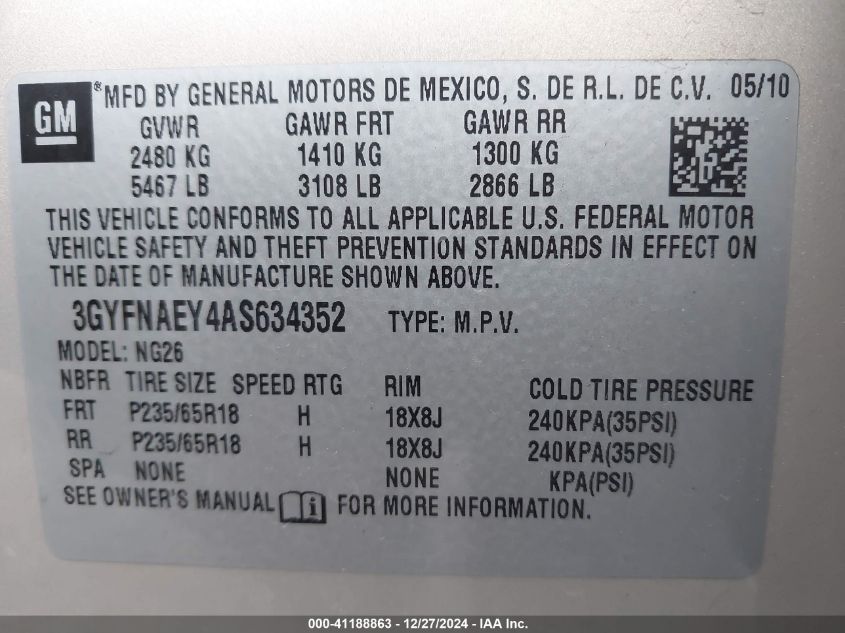 GM
® MFD BY GENERAL MOTORS DE MEXICO, S. DE R.L. DE C.V. 05/10
GVWR GAWR FRT GAWR RR
2480 KG 1410 KG 1300 KG
5467 LB 3108 LB 2866 LB
THIS VEHICLE CONFORMS TO ALL APPLICABLE U.S. FEDERAL MOTOR
VEHICLE SAFETY AND THEFT PREVENTION STANDARDS IN EFFECT ON
THE DATE OF MANUFACTURE SHOWN ABOVE.
3GYFNAEY4AS634352 TYPE: M.P.V.
MODEL: NG26
NBFR TIRE SIZE SPEED RTG RIM COLD TIRE PRESSURE
FRT P235/65R18 H 18X8J 240KPA(35PSI)
RR P235/65R18 H 18X8J 240KPA(35PSI)
SPA NONE NONE KPA(PSI)
SEE OWNER'S MANUAL i FOR MORE INFORMATION.
000-41188863 - 12/27/2024 - IAA Inc.